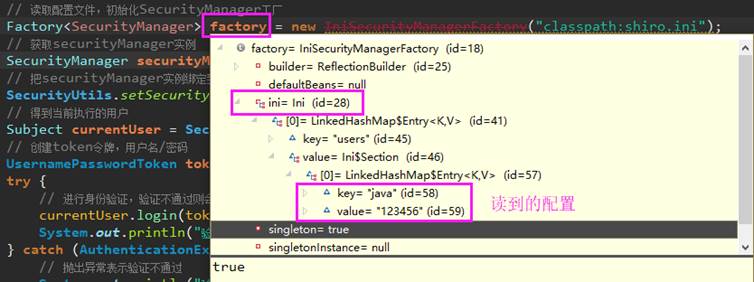 // 读取配置文件，初始化SecurityManager工厂
Factory<SecurityManager> factory = new IniSecurityManagerFactory("classpath:shiro.ini");
// 获取securityManager实例
SecurityManager securityM
// 把securityManager实例绑定
SecurityUtils.setSecurity
// 得到当前执行的用户
Subject currentUser = Sec
// 创建token令牌，用户名/密码
UsernamePasswordToken tok
try {
// 进行身份验证，验证不通过则会
currentUser.login(tok
System.out.println("验
} catch (AuthenticationEx
// 抛出异常表示验证不通过
factory= IniSecurityManagerFactory (id=18)
builder= ReflectionBuilder (id=25)
defaultBeans= null
ini= Ini (id=28)
[0]= LinkedHashMap$Entry<K,V> (id=41)
key= "users" (id=45)
value= Ini$Section (id=46)
[0]= LinkedHashMap$Entry<K,V> (id=57)
key= "java" (id=58)
value= "123456" (id=59)
读到的配置
singleton= true
singletonInstance= null
true